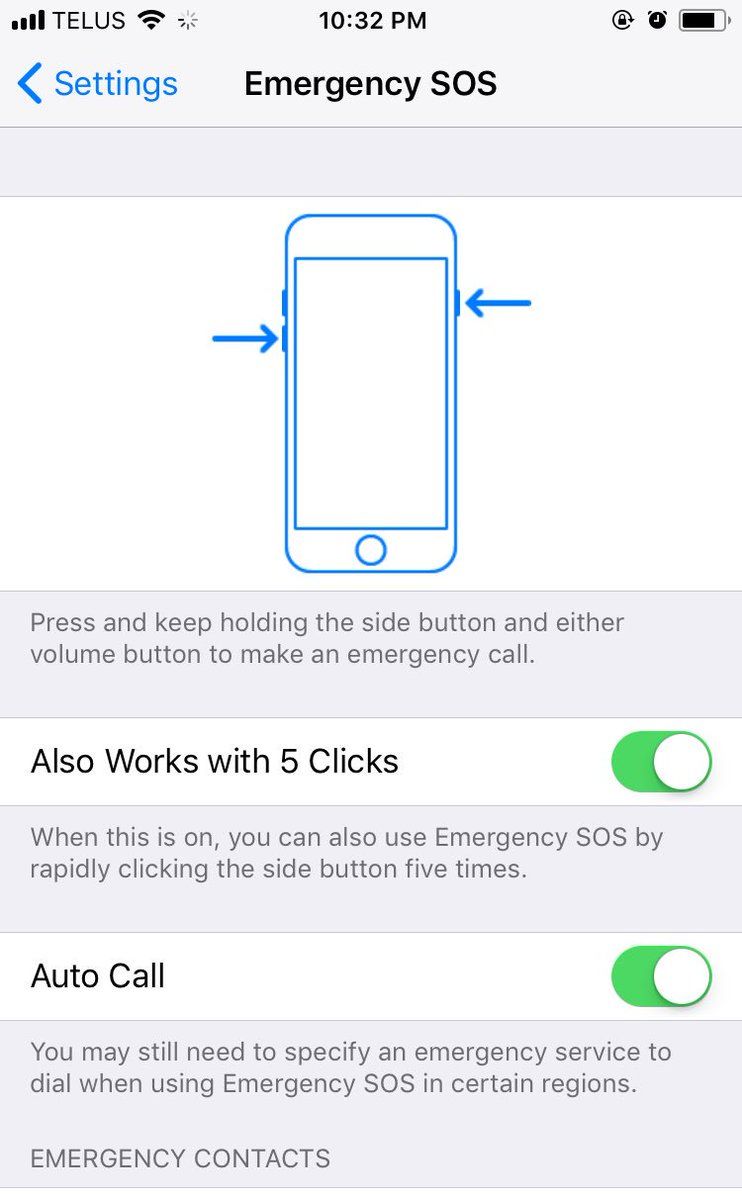 TELUS 10:32 PM
Settings Emergency SOS
Press and keep holding the side button and either
volume button to make an emergency call.
Also Works with 5 Clicks
When this is on, you can also use Emergency SOS by
rapidly clicking the side button five times.
Auto Call
You may still need to specify an emergency service to
dial when using Emergency SOS in certain regions.
EMERGENCY CONTACTS